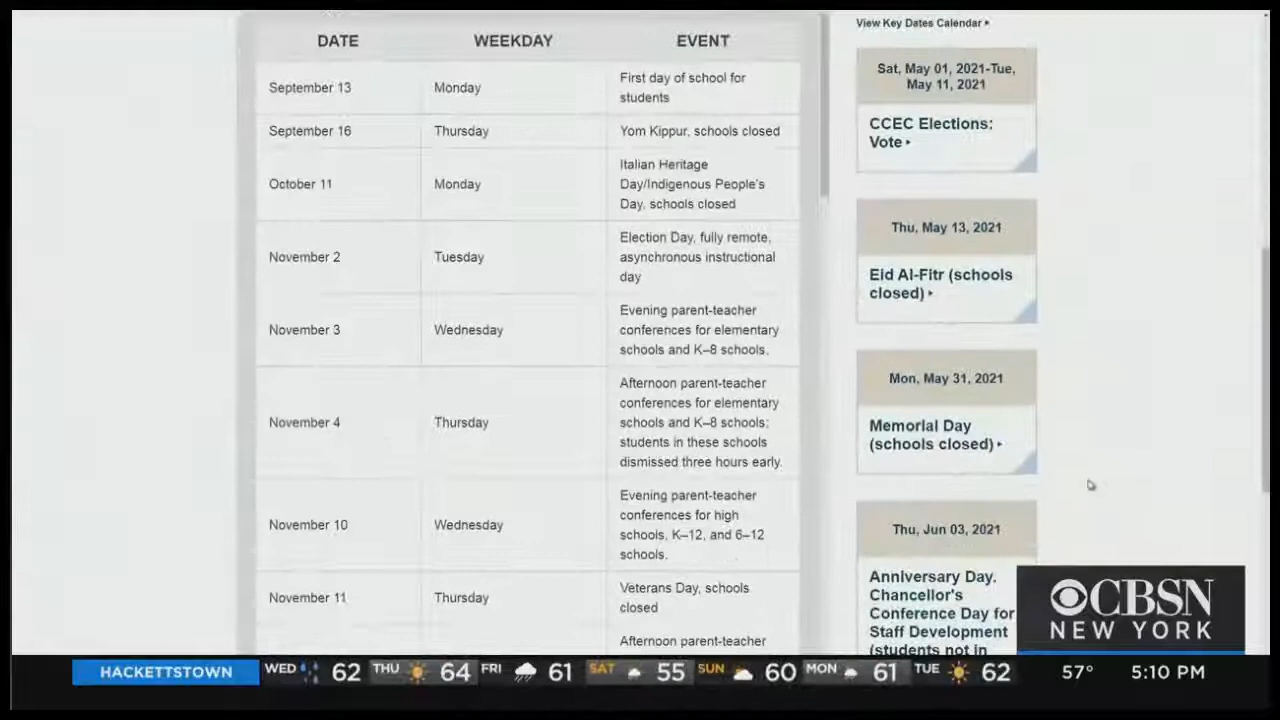 DATE WEEKDAY EVENT
September 13 Monday First day of school for
students
September 16 Thursday Yom Kippur, schools closed
October 11 Monday Italian Heritage
Day/Indigenous People's
Day, schools closed
November 2 Tuesday Election Day, fully remote,
asynchronous instructional
day
November 3 Wednesday Evening parent-teacher
conferences for elementary
schools and K–8 schools.
November 4 Thursday Afternoon parent-teacher
conferences for elementary
schools and K–8 schools;
students in these schools
dismissed three hours early.
November 10 Wednesday Evening parent-teacher
conferences for high
schools, K–12, and 6–12
schools.
November 11 Thursday Veterans Day, schools
closed
Afternoon parent-teacher
View Key Dates Calendar
Sat, May 01, 2021-Tue,
May 11, 2021
CCEC Elections:
Vote
Thu, May 13, 2021
Eid Al-Fitr (schools
closed)
Mon, May 31, 2021
Memorial Day
(schools closed)
Thu, Jun 03, 2021
Anniversary Day,
Chancellor's
Conference Day for
Staff Development
(students not in
CBSN
NEW YORK
HACKETTSTOWN WED 62 THU 64 FRI 61 SAT 55 SUN 60 MON 61 TUE 62 57° 5:10 PM